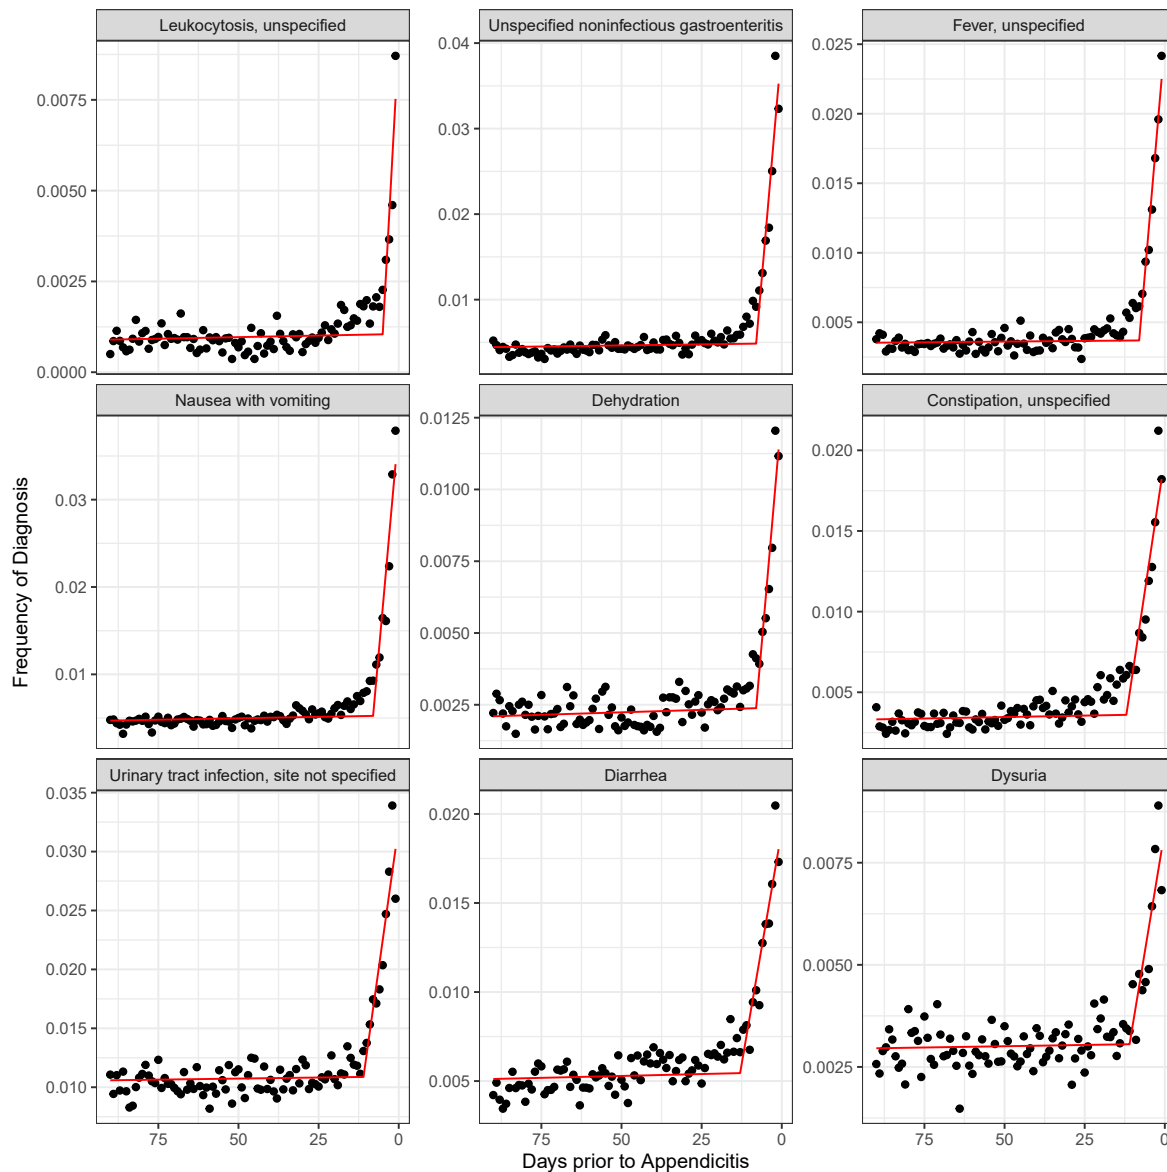 Leukocytosis, unspecified
Unspecified noninfectious gastroenteritis
Fever, unspecified
0.0075
0.0050
0.0025
0.0000
0.04
0.03
0.02
0.01
0.025
0.020
0.015
0.010
0.005
Nausea with vomiting
Dehydration
Constipation, unspecified
0.03
0.02
0.01
0.0125
0.0100
0.0075
0.0050
0.0025
0.020
0.015
0.010
0.005
Frequency of Diagnosis
Urinary tract infection, site not specified
Diarrhea
Dysuria
0.035
0.030
0.025
0.020
0.015
0.010
0.020
0.015
0.010
0.005
0.0075
0.0050
0.0025
75 50 25 0
75 50 25 0
75 50 25 0
Days prior to Appendicitis